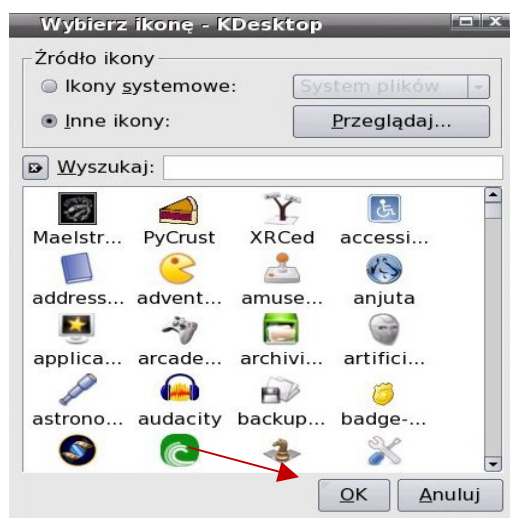 Wybierz ikonę - KDesktop
Źródło ikony
Ikony systemowe: System plików
Inne ikony: Przeglądaj...
Wyszukaj:
Maelstr... PyCrust XRCed accessi...
address... advent... amuse... anjuta
applica... arcade... archivi... artifici...
astrono... audacity backup... badge-...
OK Anuluj